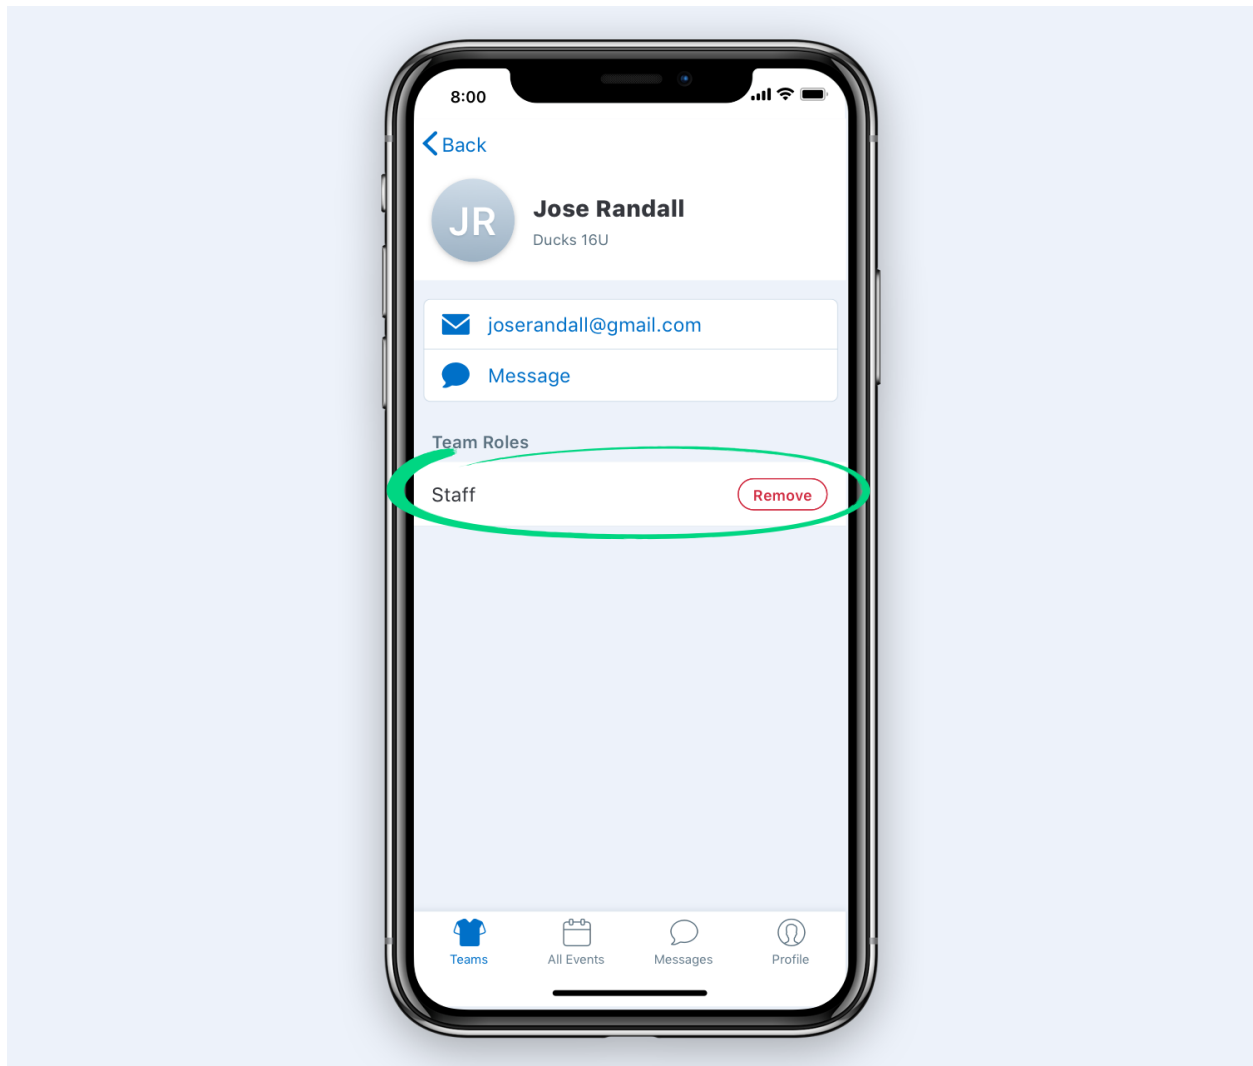 8:00
Back
JR
Jose Randall
Ducks 16U
joserandall@gmail.com
Message
Team Roles
Staff
Remove
Teams
All Events
Messages
Profile